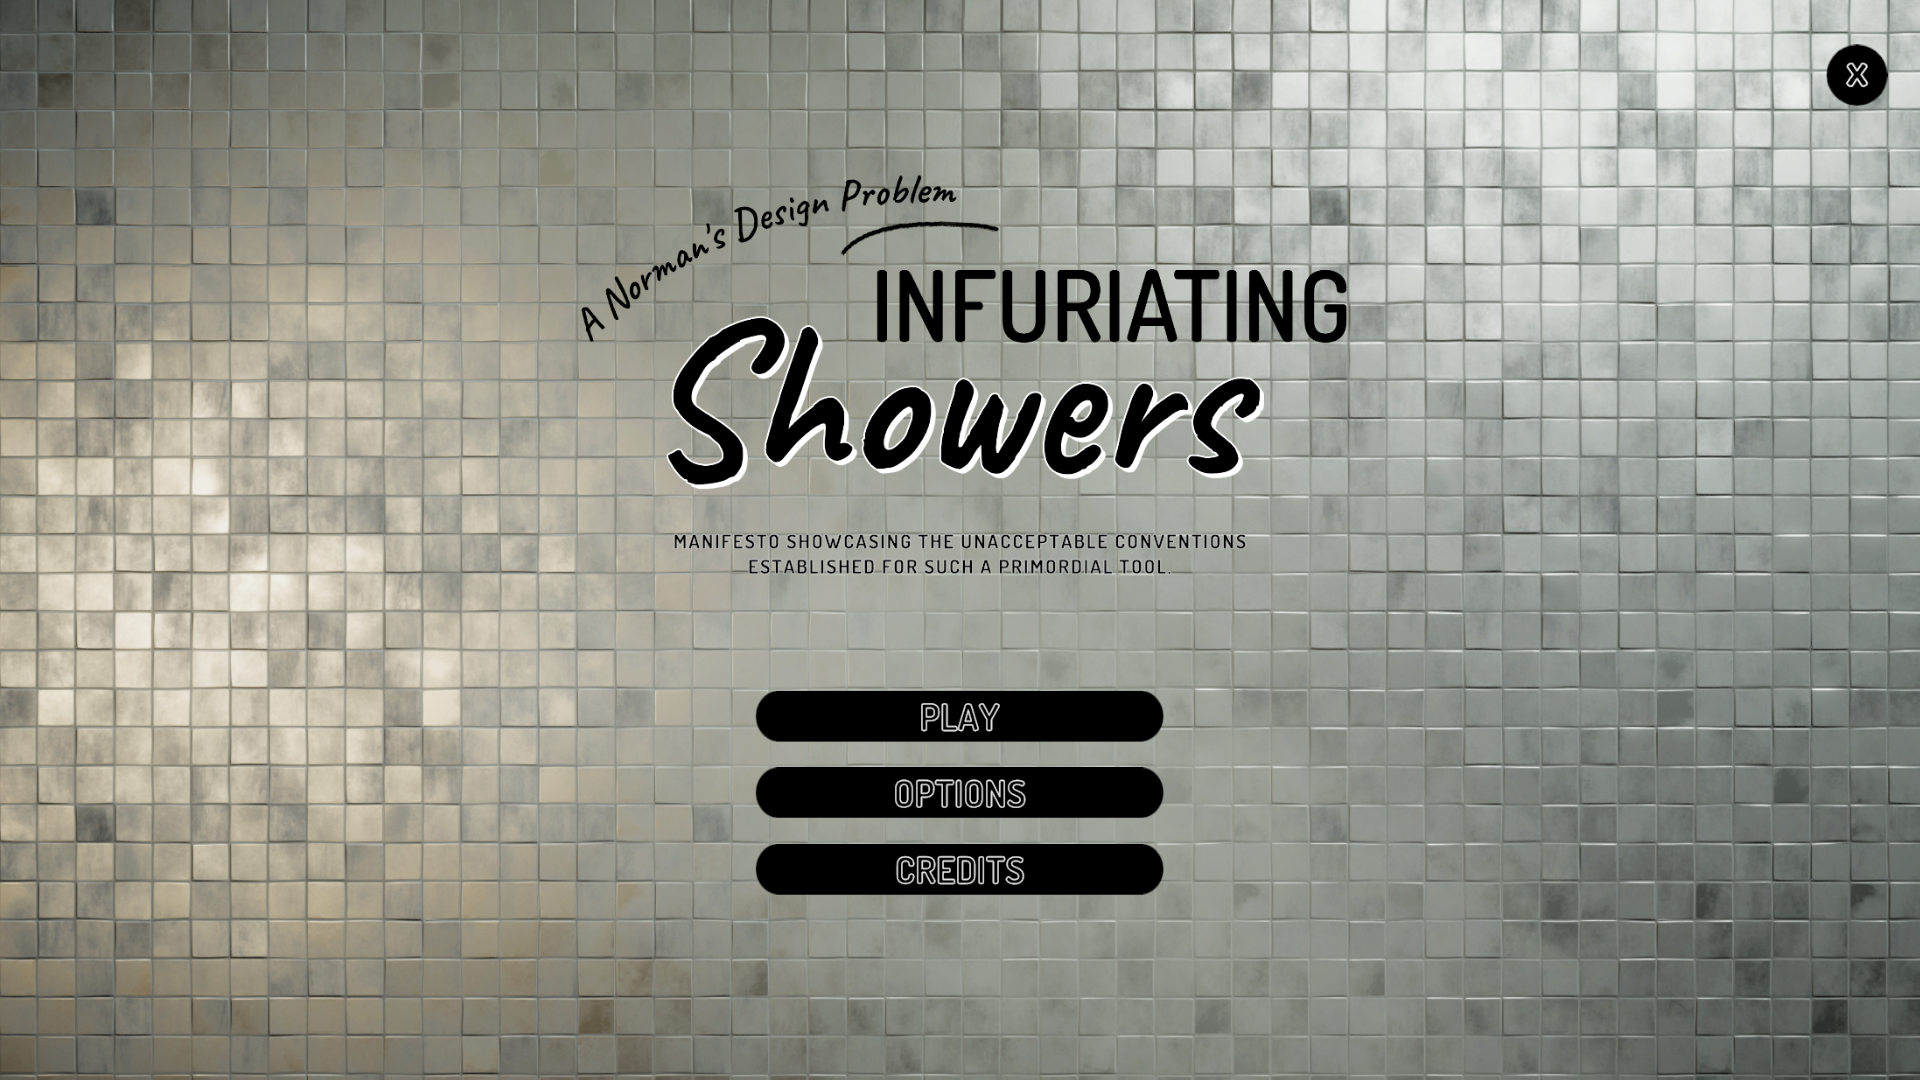 X
A Norman's Design Problem
INFURIATING
Showers
MANIFESTO SHOWCASING THE UNACCEPTABLE CONVENTIONS
ESTABLISHED FOR SUCH A PRIMORDIAL TOOL.
PLAY
OPTIONS
CREDITS